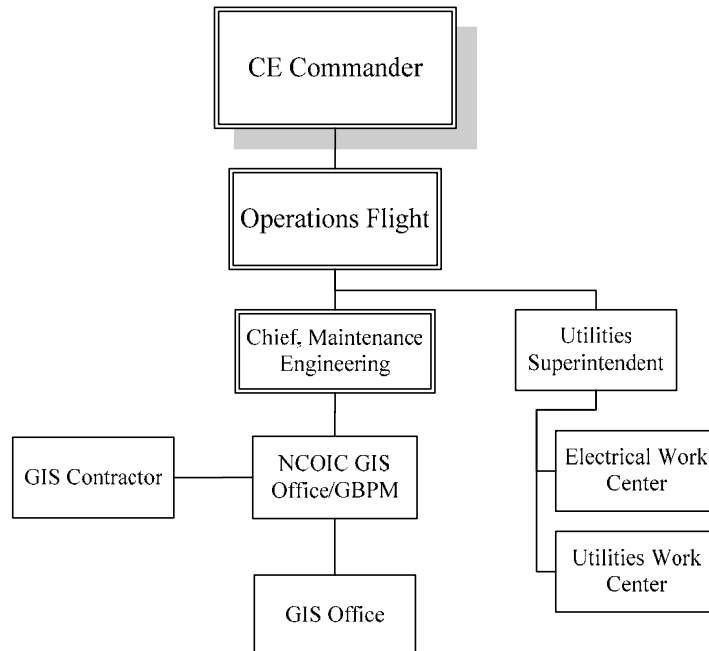 CE Commander
Operations Flight
Chief, Maintenance
Engineering
Utilities
Superintendent
GIS Contractor
NCOIC GIS
Office/GBPM
Electrical Work
Center
Utilities Work
Center
GIS Office